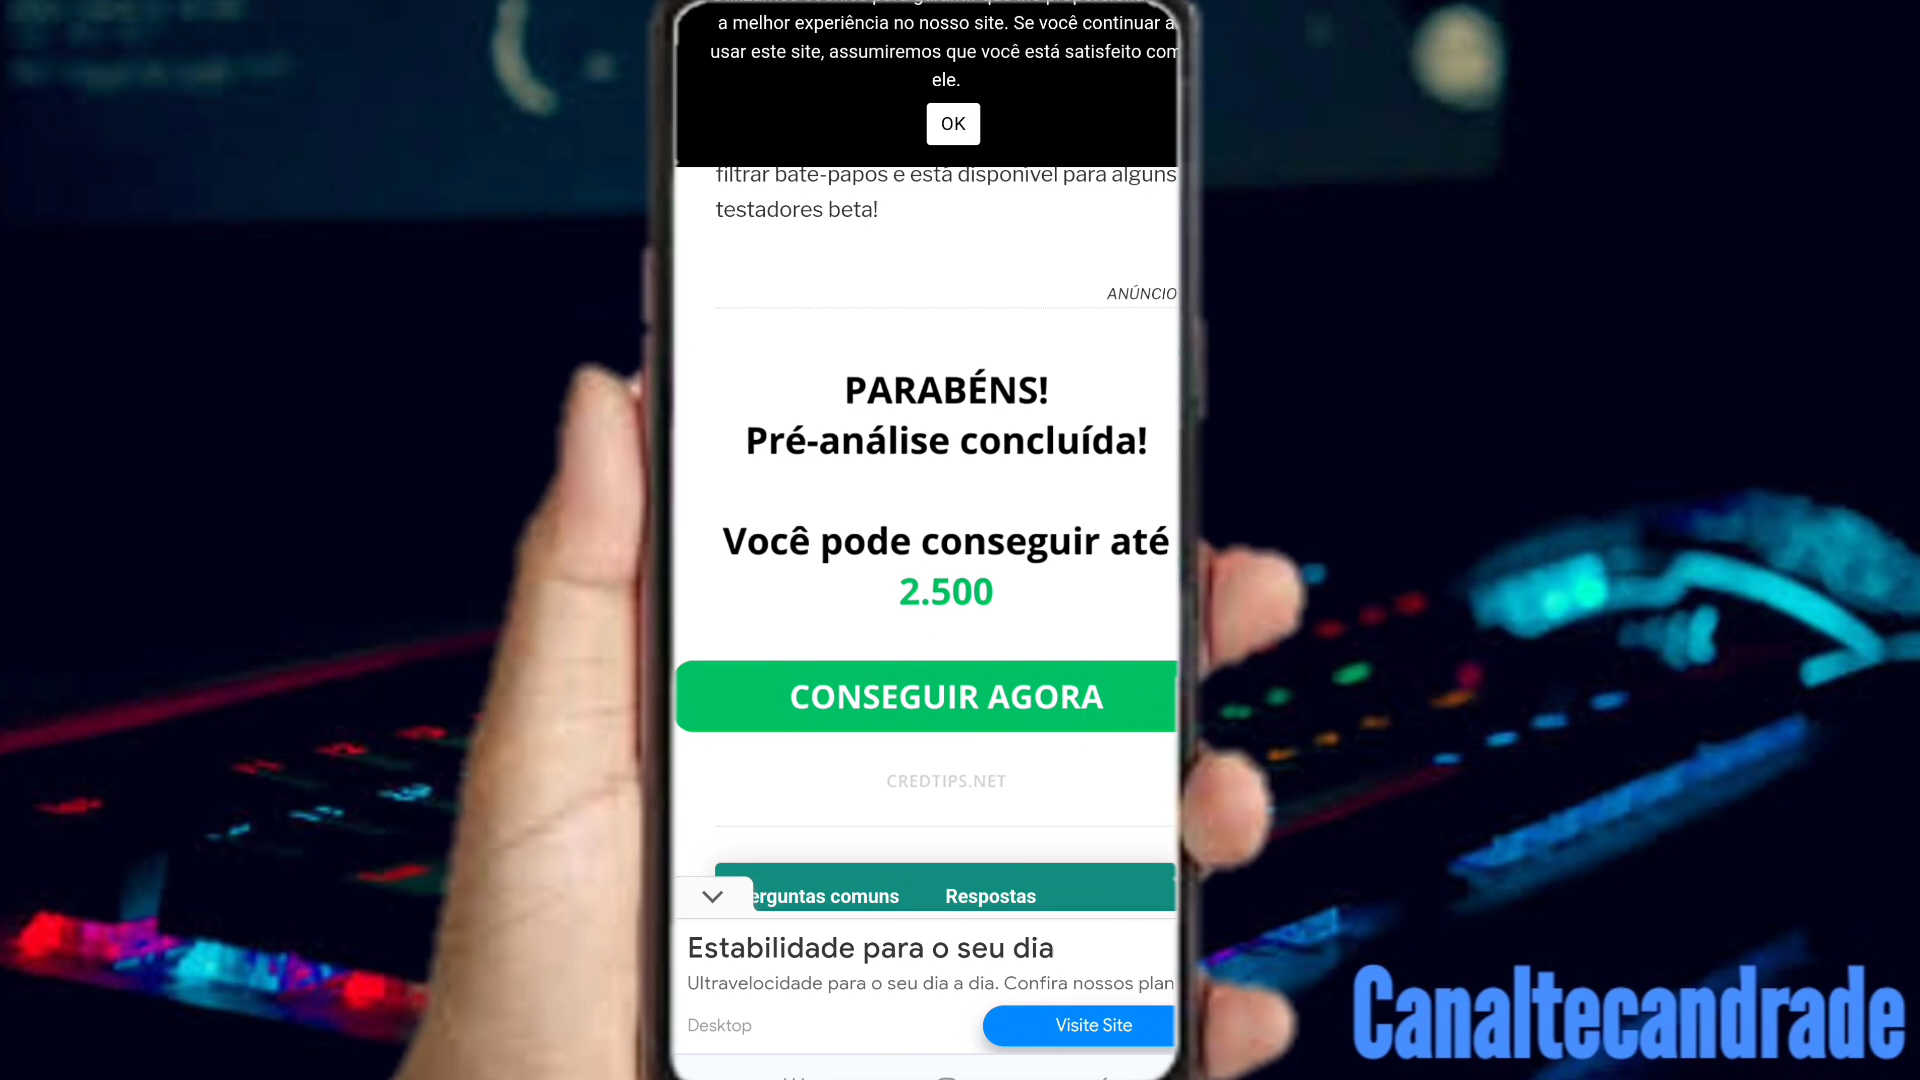 a melhor experiência no nosso site. Se você continuar a
usar este site, assumiremos que você está satisfeito com
ele.
OK
filtrar bate-papos e está disponível para alguns
testadores beta!
ANÚNCIO
PARABÉNS!
Pré-análise concluída!
Você pode conseguir até
2.500
CONSEGUIR AGORA
CREDTIPS.NET
erguntas comuns Respostas
Estabilidade para o seu dia
Ultravelocidade para o seu dia a dia. Confira nossos plan
Desktop
Visite Site
Canaltecandrade